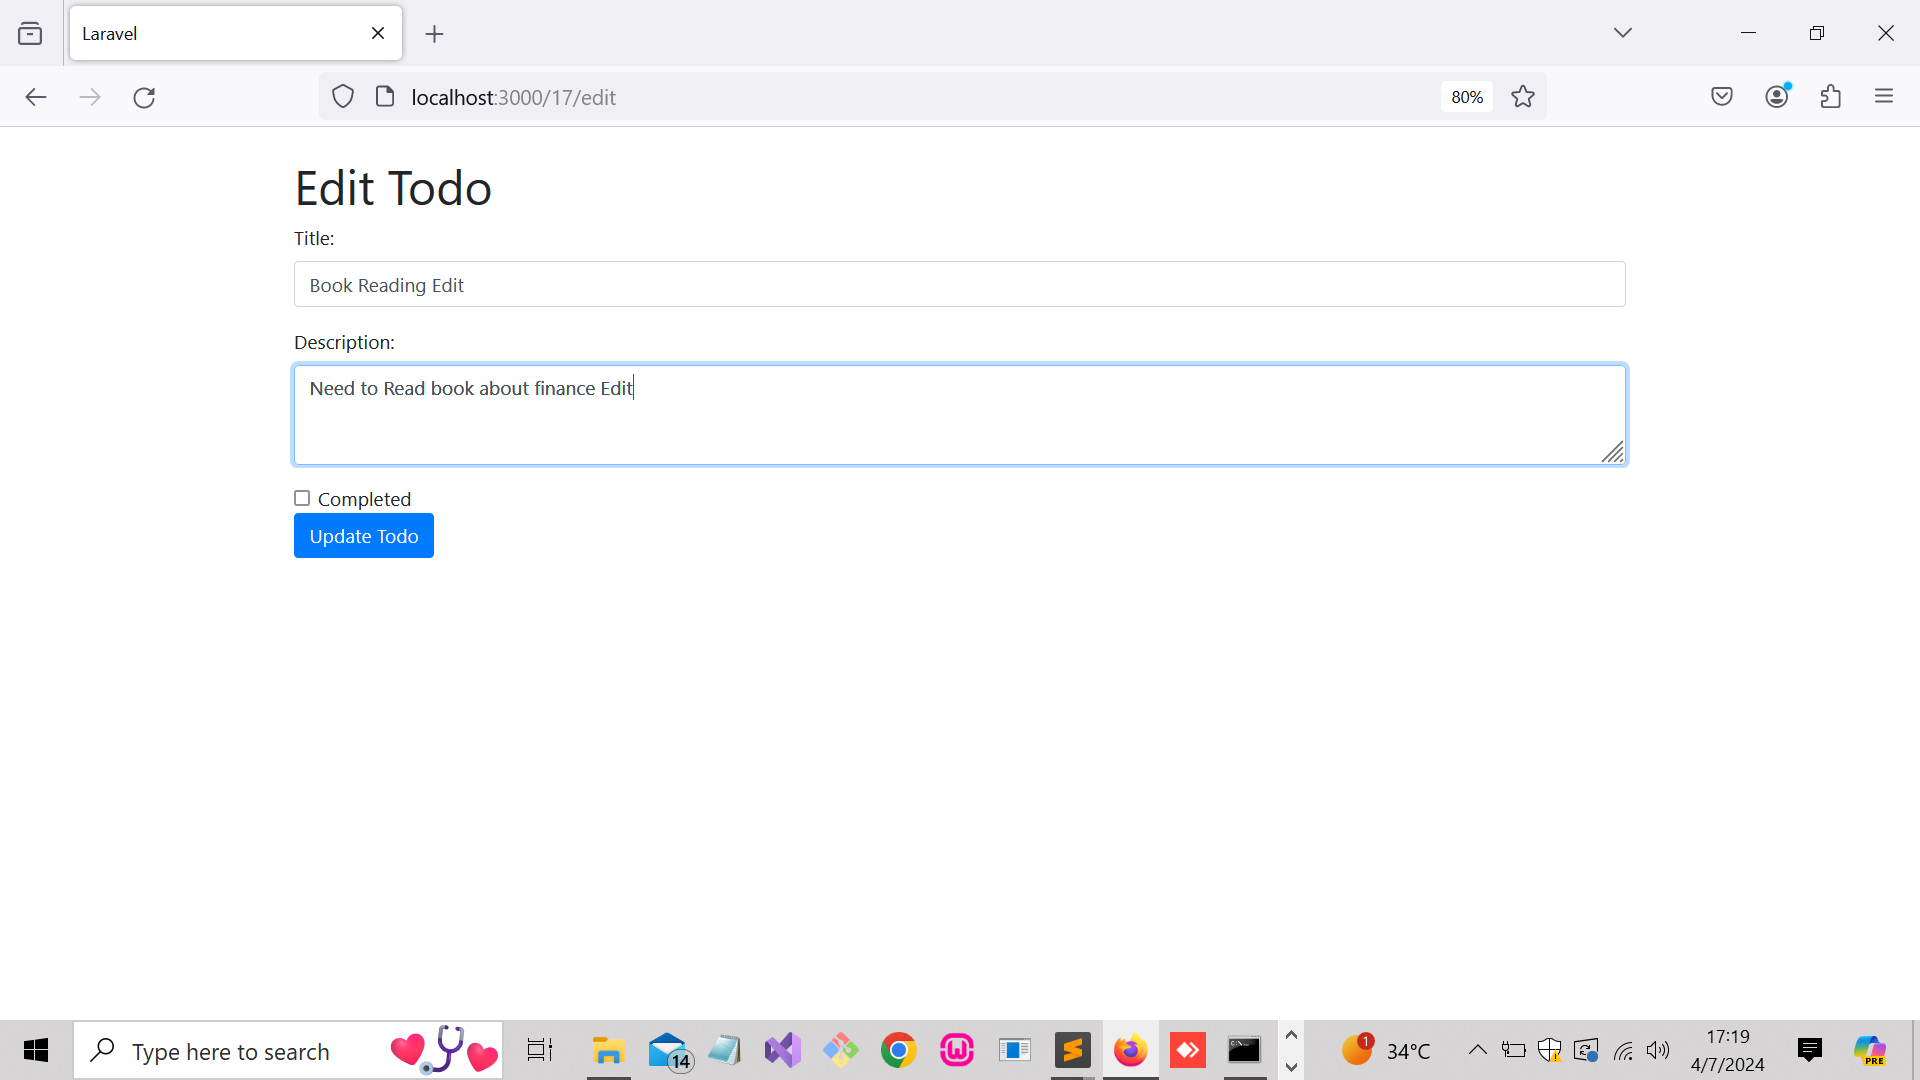 Laravel
localhost:3000/17/edit
80%
Edit Todo
Title:
Book Reading Edit
Description:
Need to Read book about finance Edit
Completed
Update Todo
Type here to search
14
1
34°C
17:19
4/7/2024
PRE